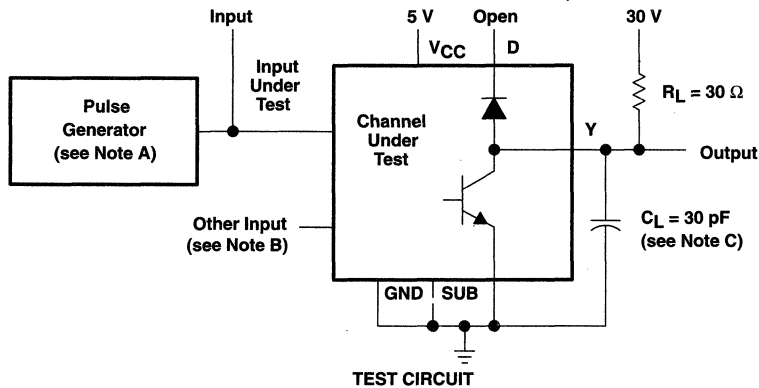 Input
5 V
Open
30 V
VCC
D
Input
Under
Test
Pulse
Generator
(see Note A)
Channel
Under
Test
RL = 30 Ω
Y
Output
Other Input
(see Note B)
CL = 30 pF
(see Note C)
GND
SUB
TEST CIRCUIT